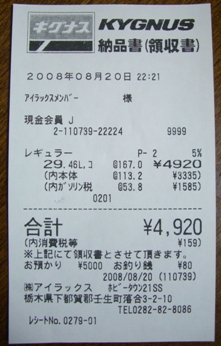 キグナス KYGNUS
納品書(領収書)
2008年08月20日 22:21
アイラックスメンバー 様
現金会員 J
2-110739-22224 9999
レギュラー P- 2 5%
29.46L.コ @167.0 ¥4920
(内本体 @113.2 ¥3335)
(内ガソリン税 @53.8 ¥1585)
0201
合計 ¥4,920
(内消費税等 ¥159)
※上記にて領収書とさせて頂きます。
お預かり ¥5000 お釣り銭 ¥80
2008/08/20 (110739)
㈱アイラックス ホビータウン21SS
栃木県下都賀郡壬生町落合3-2-10
TEL0282-82-8086
レシートNo. 0279-01